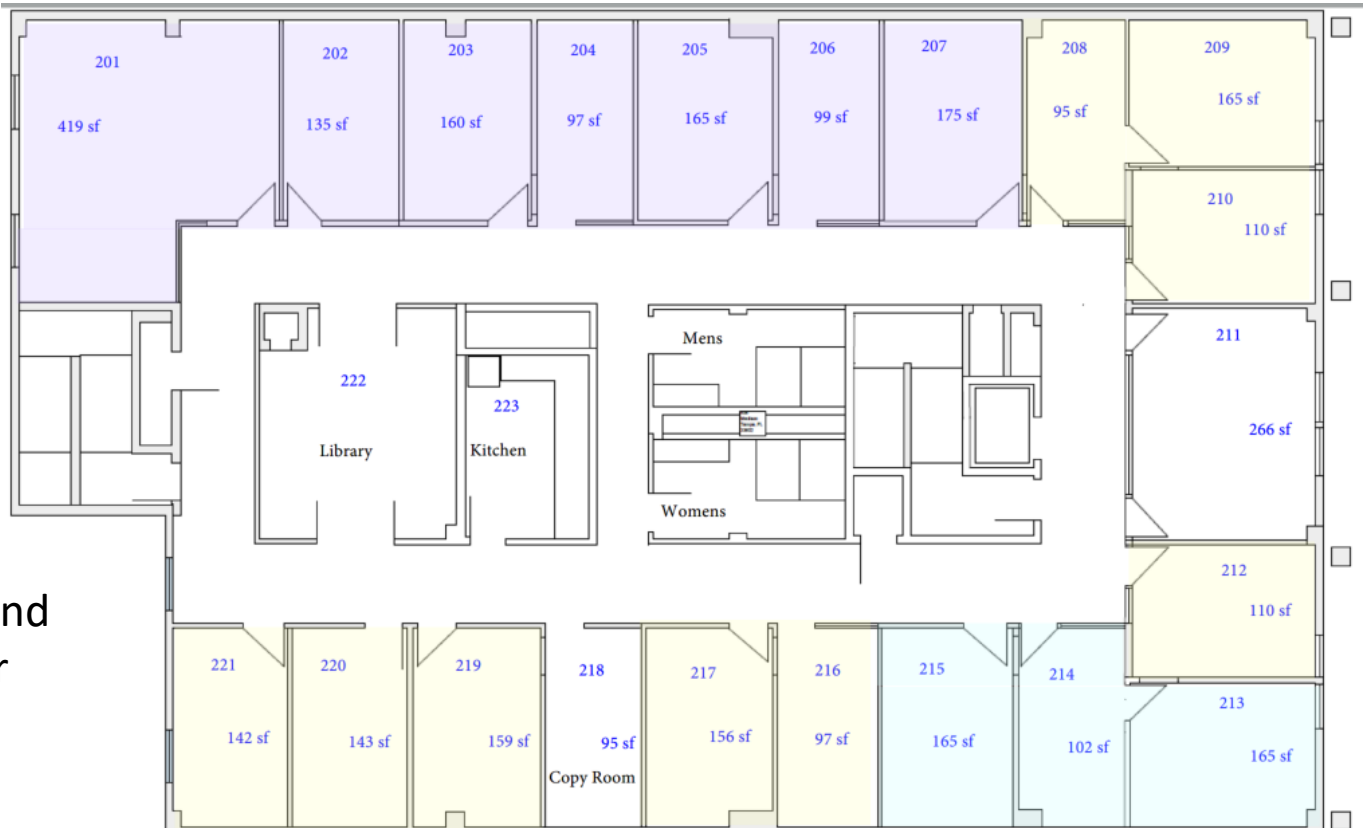 201
419 sf
202
135 sf
203
160 sf
204
97 sf
205
165 sf
206
99 sf
207
175 sf
208
95 sf
209
165 sf
210
110 sf
211
266 sf
Mens
222
Library
223
Kitchen
Womens
nd
r
212
110 sf
213
165 sf
214
102 sf
215
165 sf
216
97 sf
217
156 sf
218
95 sf
Copy Room
219
159 sf
220
143 sf
221
142 sf